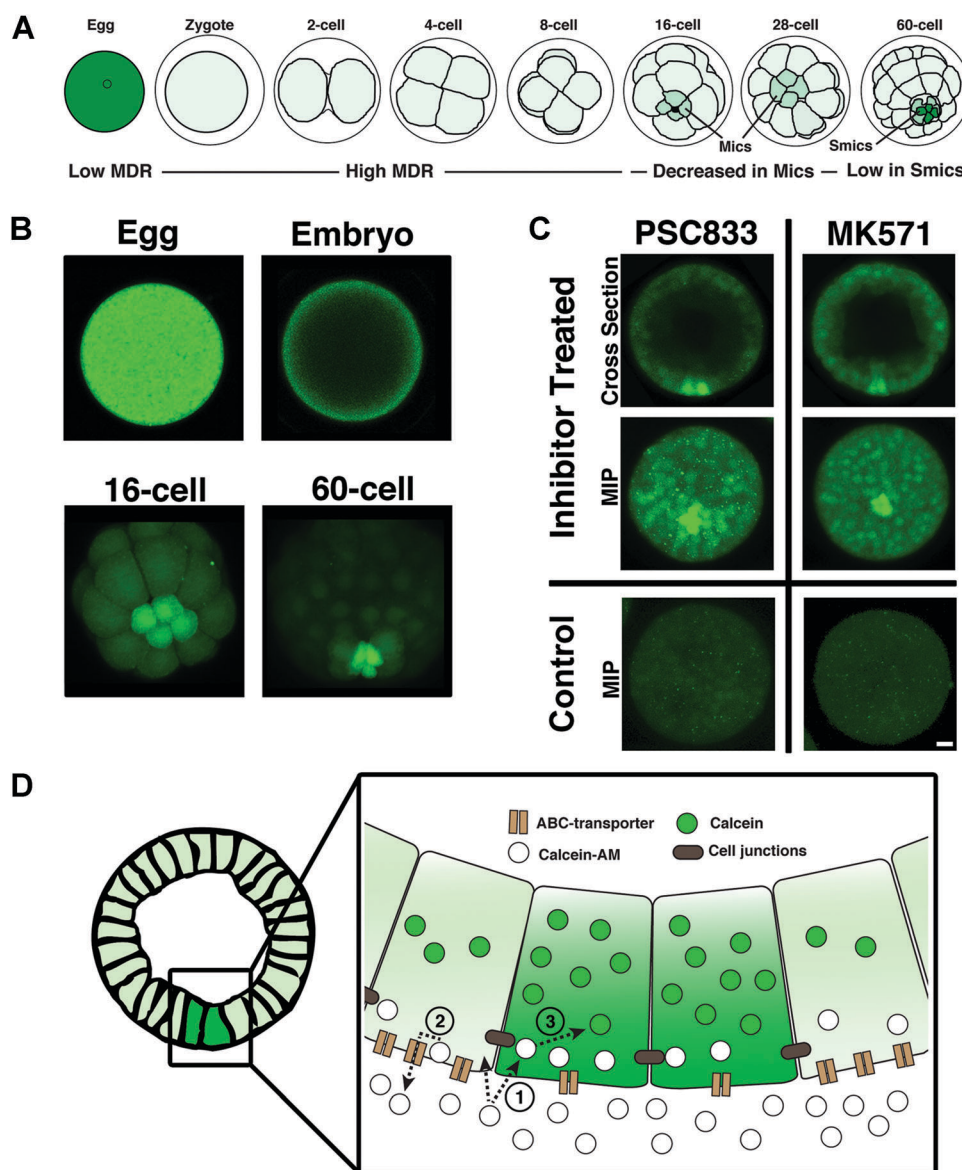 A
Egg
Zygote
2-cell
4-cell
8-cell
16-cell
28-cell
60-cell
Mics
Smics
Low MDR
High MDR
Decreased in Mics
Low in Smics
B
Egg
Embryo
16-cell
60-cell
C
PSC833
MK571
Inhibitor Treated
Cross Section
MIP
Control
MIP
D
ABC-transporter
Calcein
Calcein-AM
Cell junctions
2
3
1